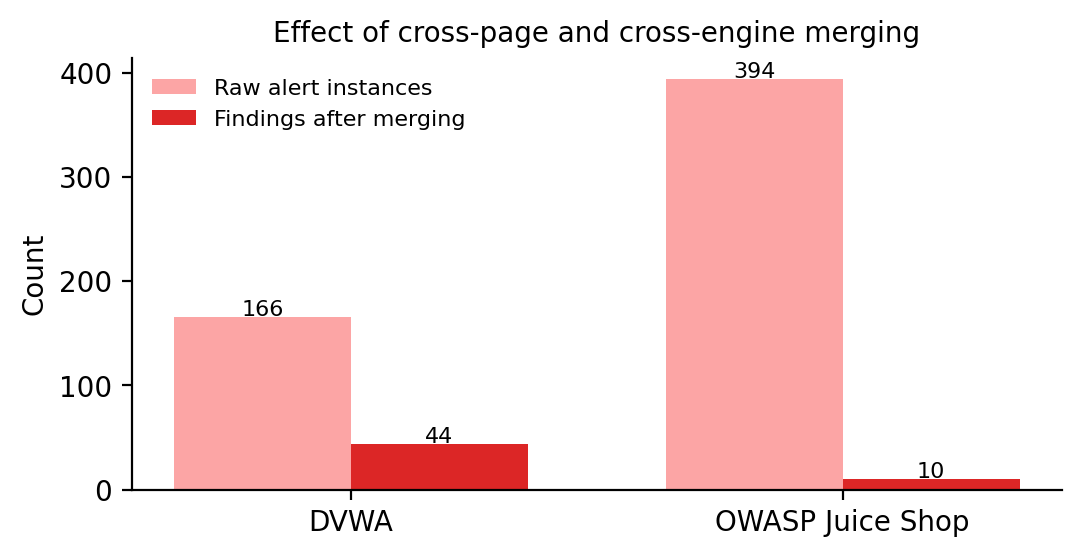 Effect of cross-page and cross-engine merging
Raw alert instances
Findings after merging
Count
400
300
200
100
0
166
44
394
10
DVWA
OWASP Juice Shop